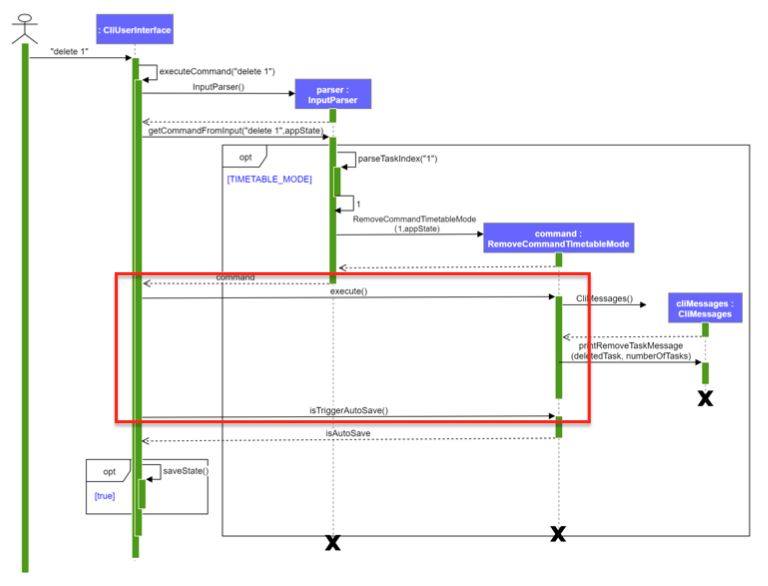 : CliUserInterface
"delete 1"
executeCommand("delete 1")
InputParser()
parser :
InputParser
getCommandFromInput("delete 1",appState)
opt
parseTaskIndex("1")
[TIMETABLE_MODE]
1
RemoveCommandTimetableMode
(1,appState)
command :
RemoveCommandTimetableMode
command
execute()
CliMessages()
cliMessages :
CliMessages
printRemoveTaskMessage
(deletedTask, numberOfTasks)
X
isTriggerAutoSave()
isAutoSave
opt
saveState()
[true]
X
X